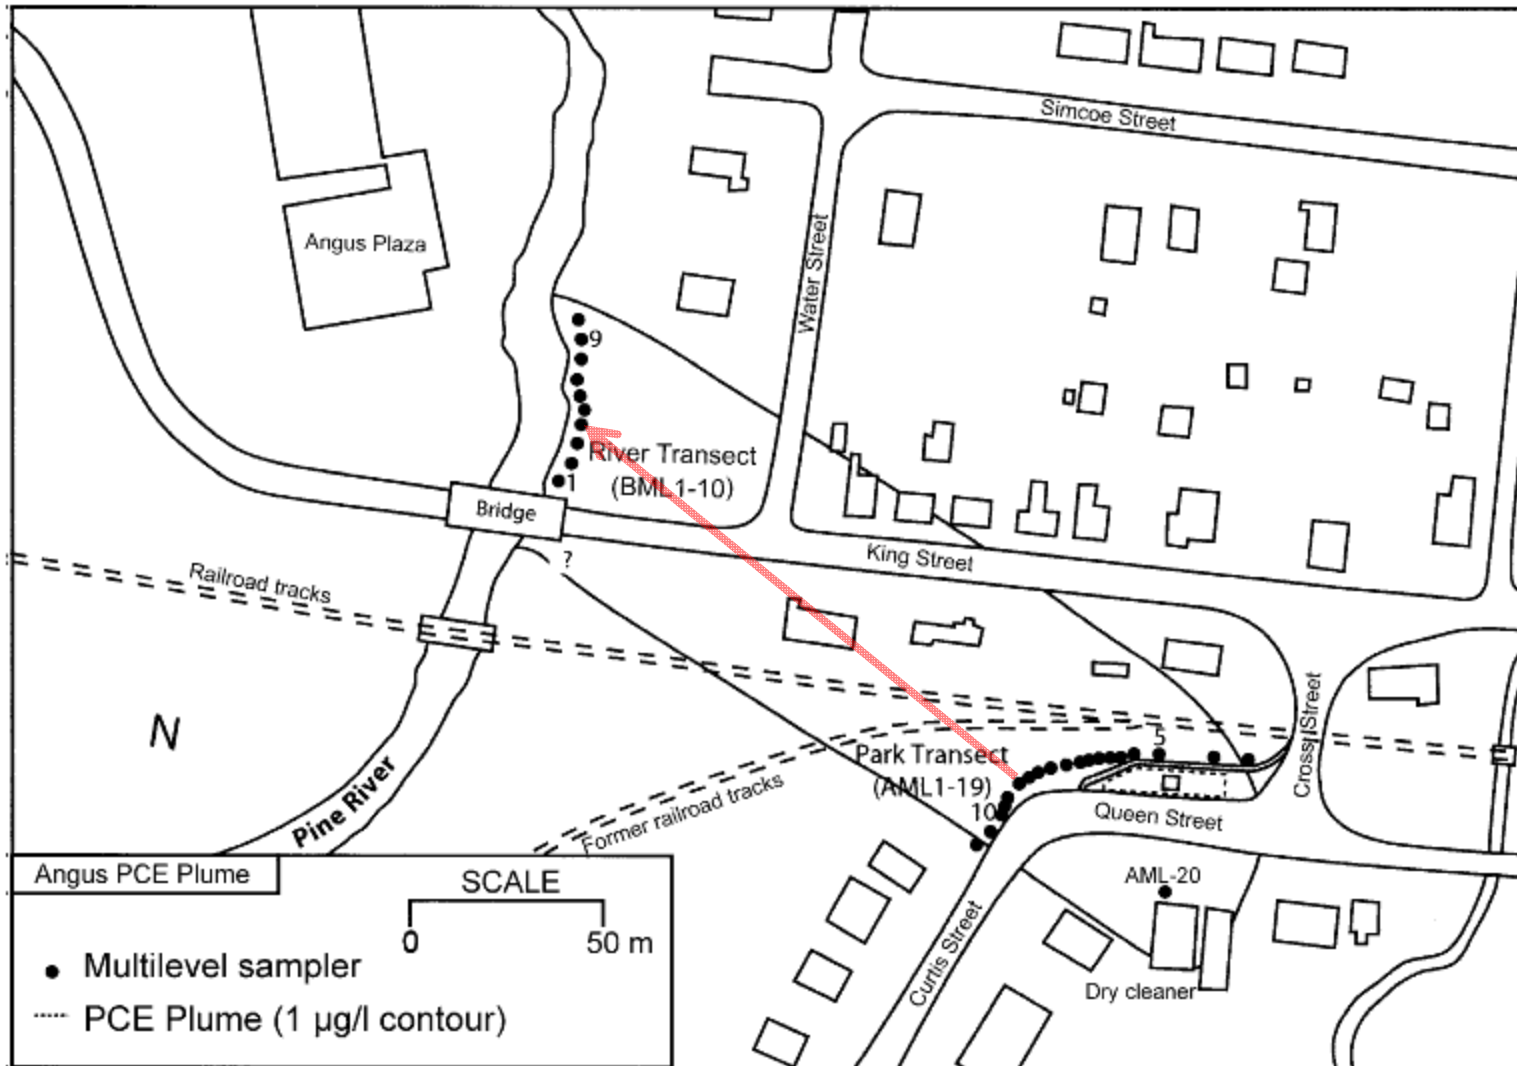 Simcoe Street
Angus Plaza
Water Street
9
River Transect
(BML1-10)
1
Bridge
King Street
?
Railroad tracks
N
Cross Street
5
Park Transect
(AML1-19)
10
Queen Street
Pine River
Former railroad tracks
AML-20
Curtis Street
Dry cleaner
Angus PCE Plume
SCALE
0 50 m
Multilevel sampler
PCE Plume (1 µg/l contour)